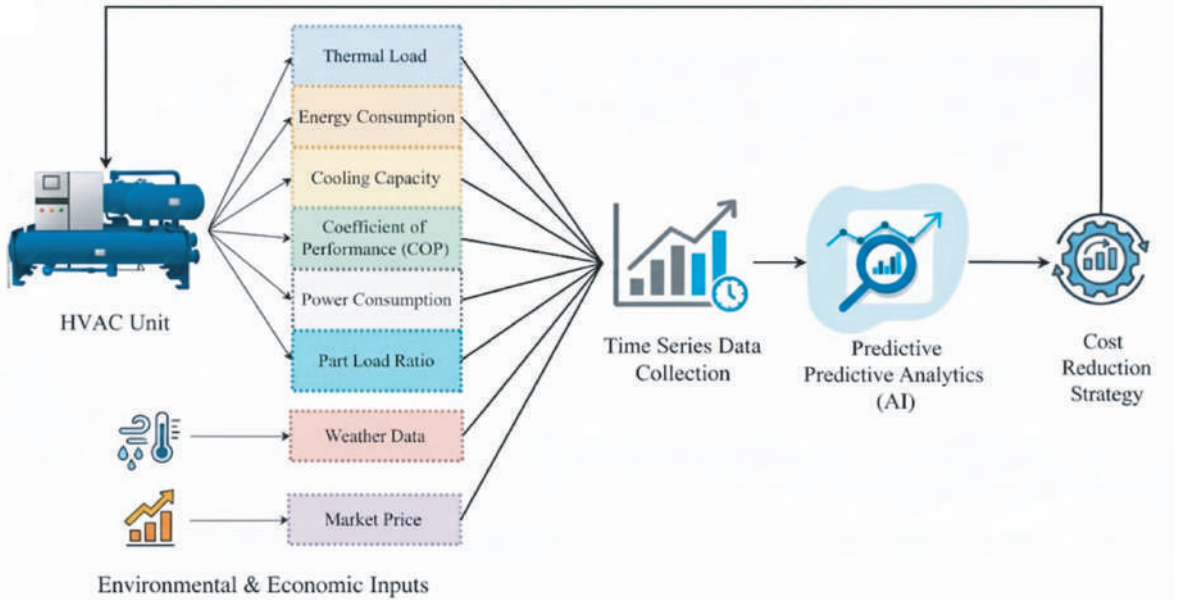 Thermal Load
Energy Consumption
Cooling Capacity
Coefficient of
Performance (COP)
Power Consumption
Part Load Ratio
Weather Data
Market Price
HVAC Unit
Environmental & Economic Inputs
Time Series Data
Collection
Predictive
Predictive Analytics
(AI)
Cost
Reduction
Strategy